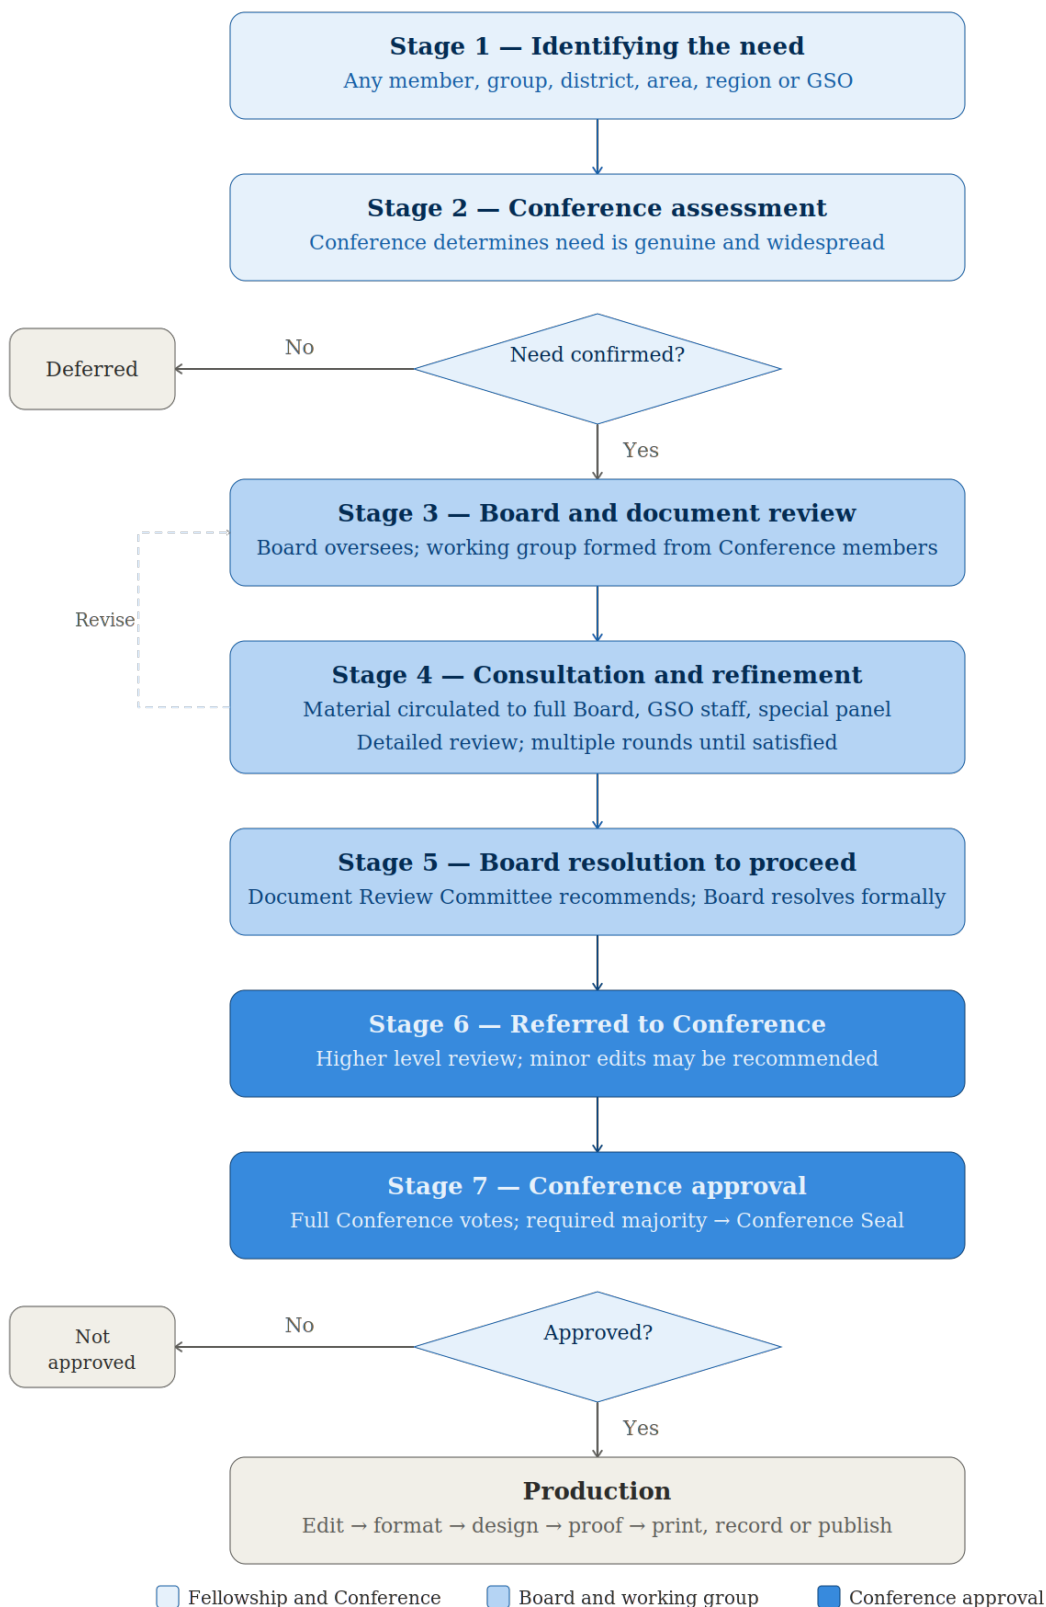 Stage 1 — Identifying the need
Any member, group, district, area, region or GSO
Stage 2 — Conference assessment
Conference determines need is genuine and widespread
Need confirmed?
No
Deferred
Yes
Stage 3 — Board and document review
Board oversees; working group formed from Conference members
Revise
Stage 4 — Consultation and refinement
Material circulated to full Board, GSO staff, special panel
Detailed review; multiple rounds until satisfied
Stage 5 — Board resolution to proceed
Document Review Committee recommends; Board resolves formally
Stage 6 — Referred to Conference
Higher level review; minor edits may be recommended
Stage 7 — Conference approval
Full Conference votes; required majority → Conference Seal
Approved?
No
Not
approved
Yes
Production
Edit → format → design → proof → print, record or publish
Fellowship and Conference
Board and working group
Conference approval